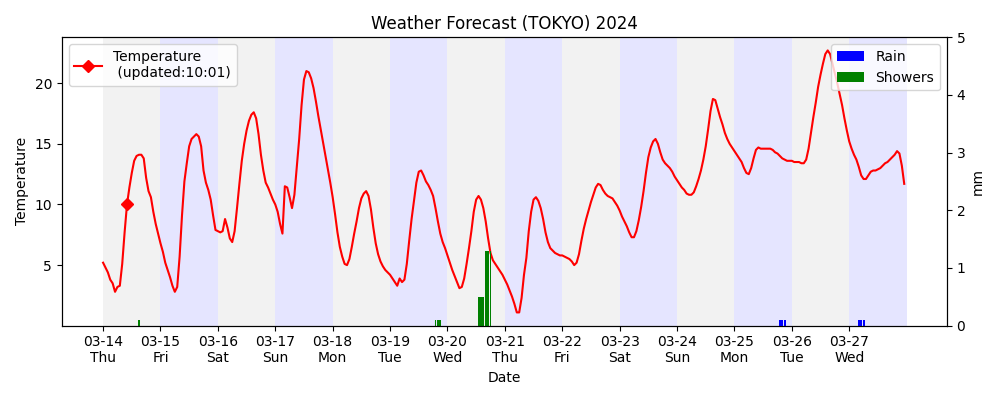 Weather Forecast (TOKYO) 2024
Temperature
(updated:10:01)
Rain
Showers
Temperature
20
15
10
5
5
4
3
2
1
0
mm
03-14 03-15 03-16 03-17 03-18 03-19 03-20 03-21 03-22 03-23 03-24 03-25 03-26 03-27
Thu Fri Sat Sun Mon Tue Wed Thu Fri Sat Sun Mon Tue Wed
Date